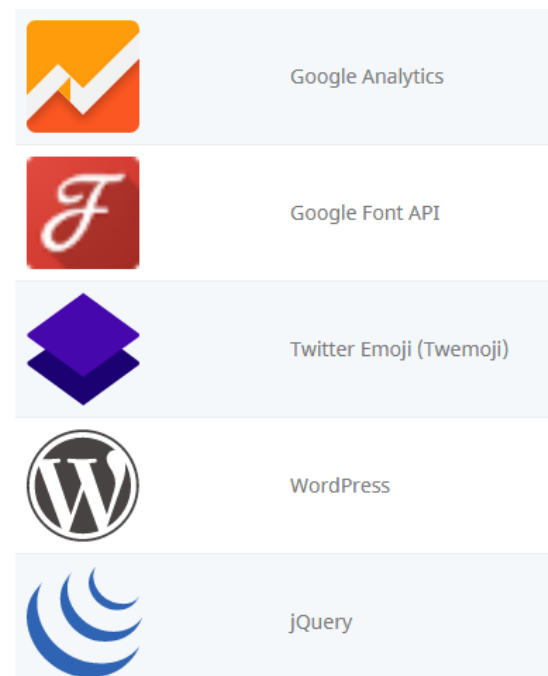 Google Analytics
Google Font API
Twitter Emoji (Twemoji)
WordPress
jQuery